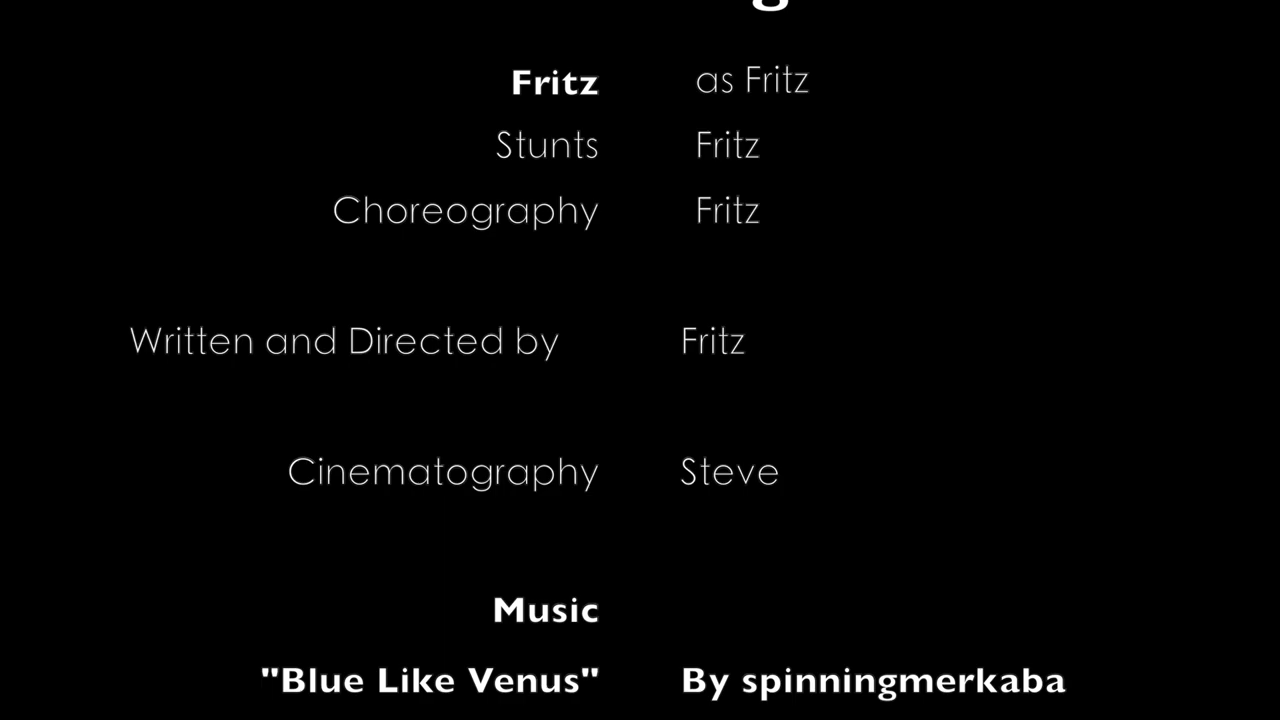 Fritz as Fritz
Stunts Fritz
Choreography Fritz
Written and Directed by Fritz
Cinematography Steve
Music
"Blue Like Venus" By spinningmerkaba